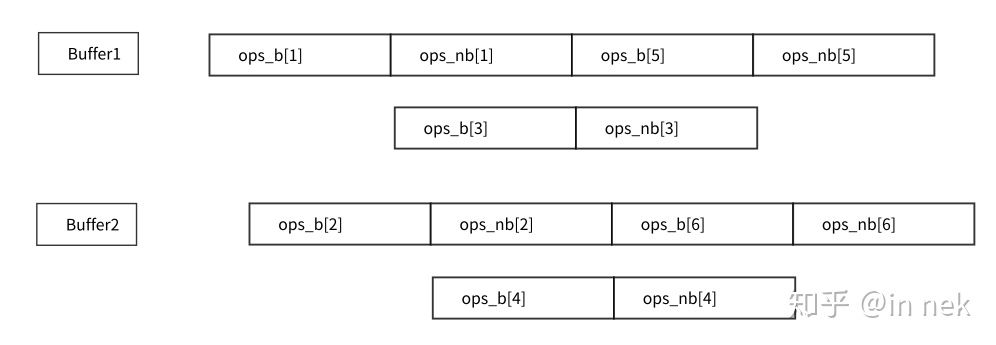 Buffer1 ops_b[1] ops_nb[1] ops_b[5] ops_nb[5]
ops_b[3] ops_nb[3]
Buffer2 ops_b[2] ops_nb[2] ops_b[6] ops_nb[6]
ops_b[4] ops_nb[4]
知乎 @in nek